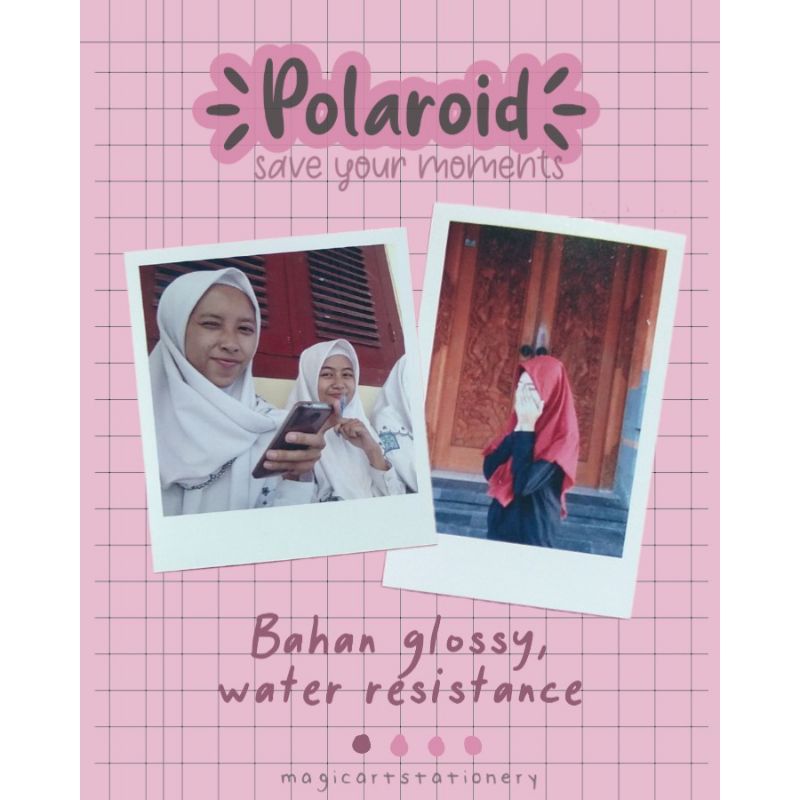 Polaroid
save your moments
Bahan glossy,
water resistance
magicartstationery